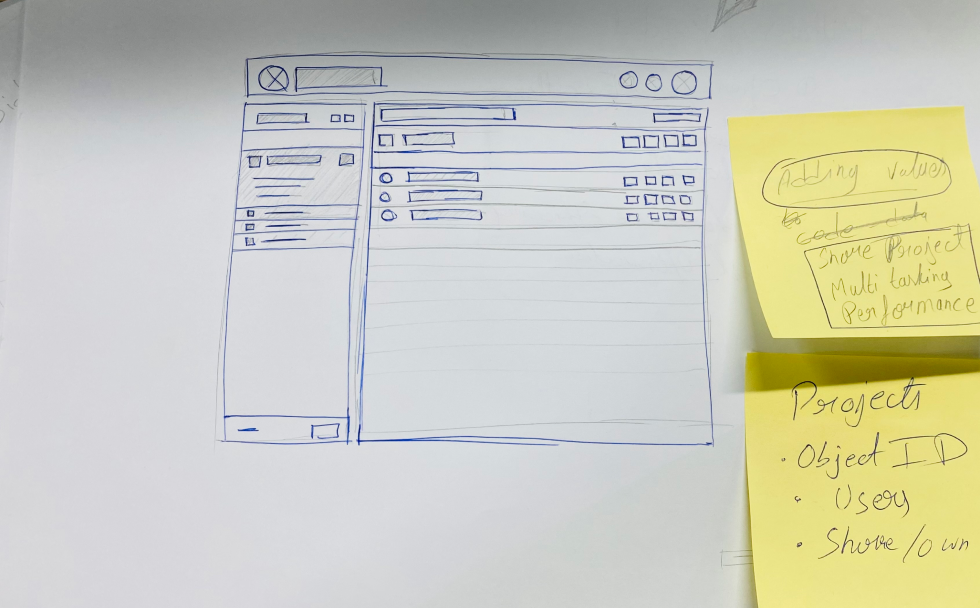 Adding values
code data
Share Project
Multi tasking
Performance
Projects
· Object ID
· Users
· Share/own